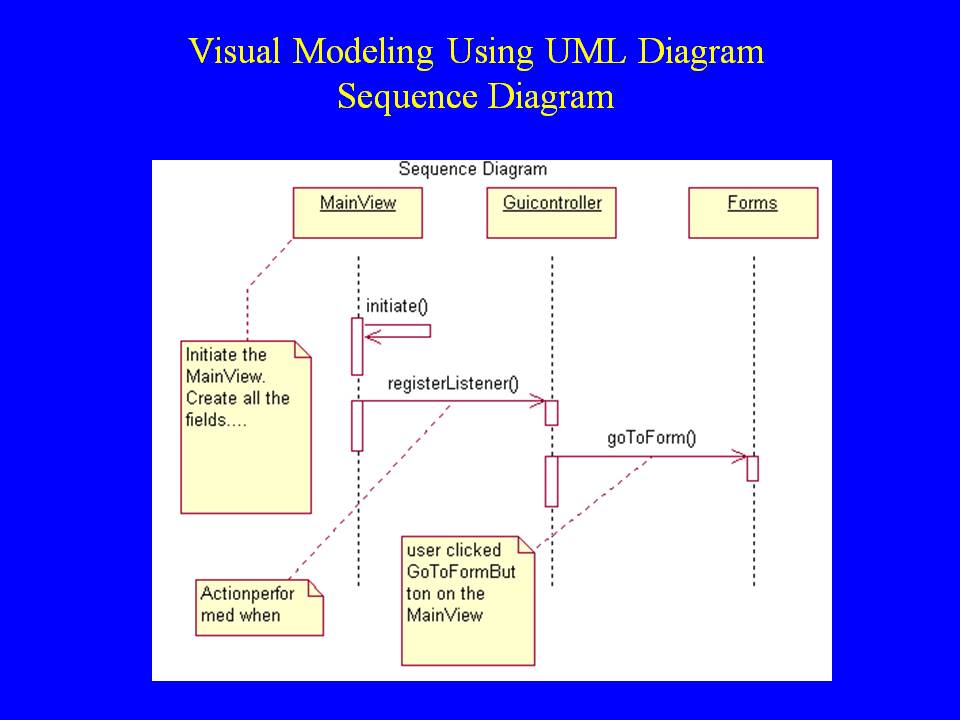 Visual Modeling Using UML Diagram
Sequence Diagram
Sequence Diagram
MainView
Guicontroller
Forms
initiate()
Initiate the
MainView.
Create all the
fields....
registerListener()
goToForm()
user clicked
GoToFormBut
ton on the
MainView
Actionperfor
med when